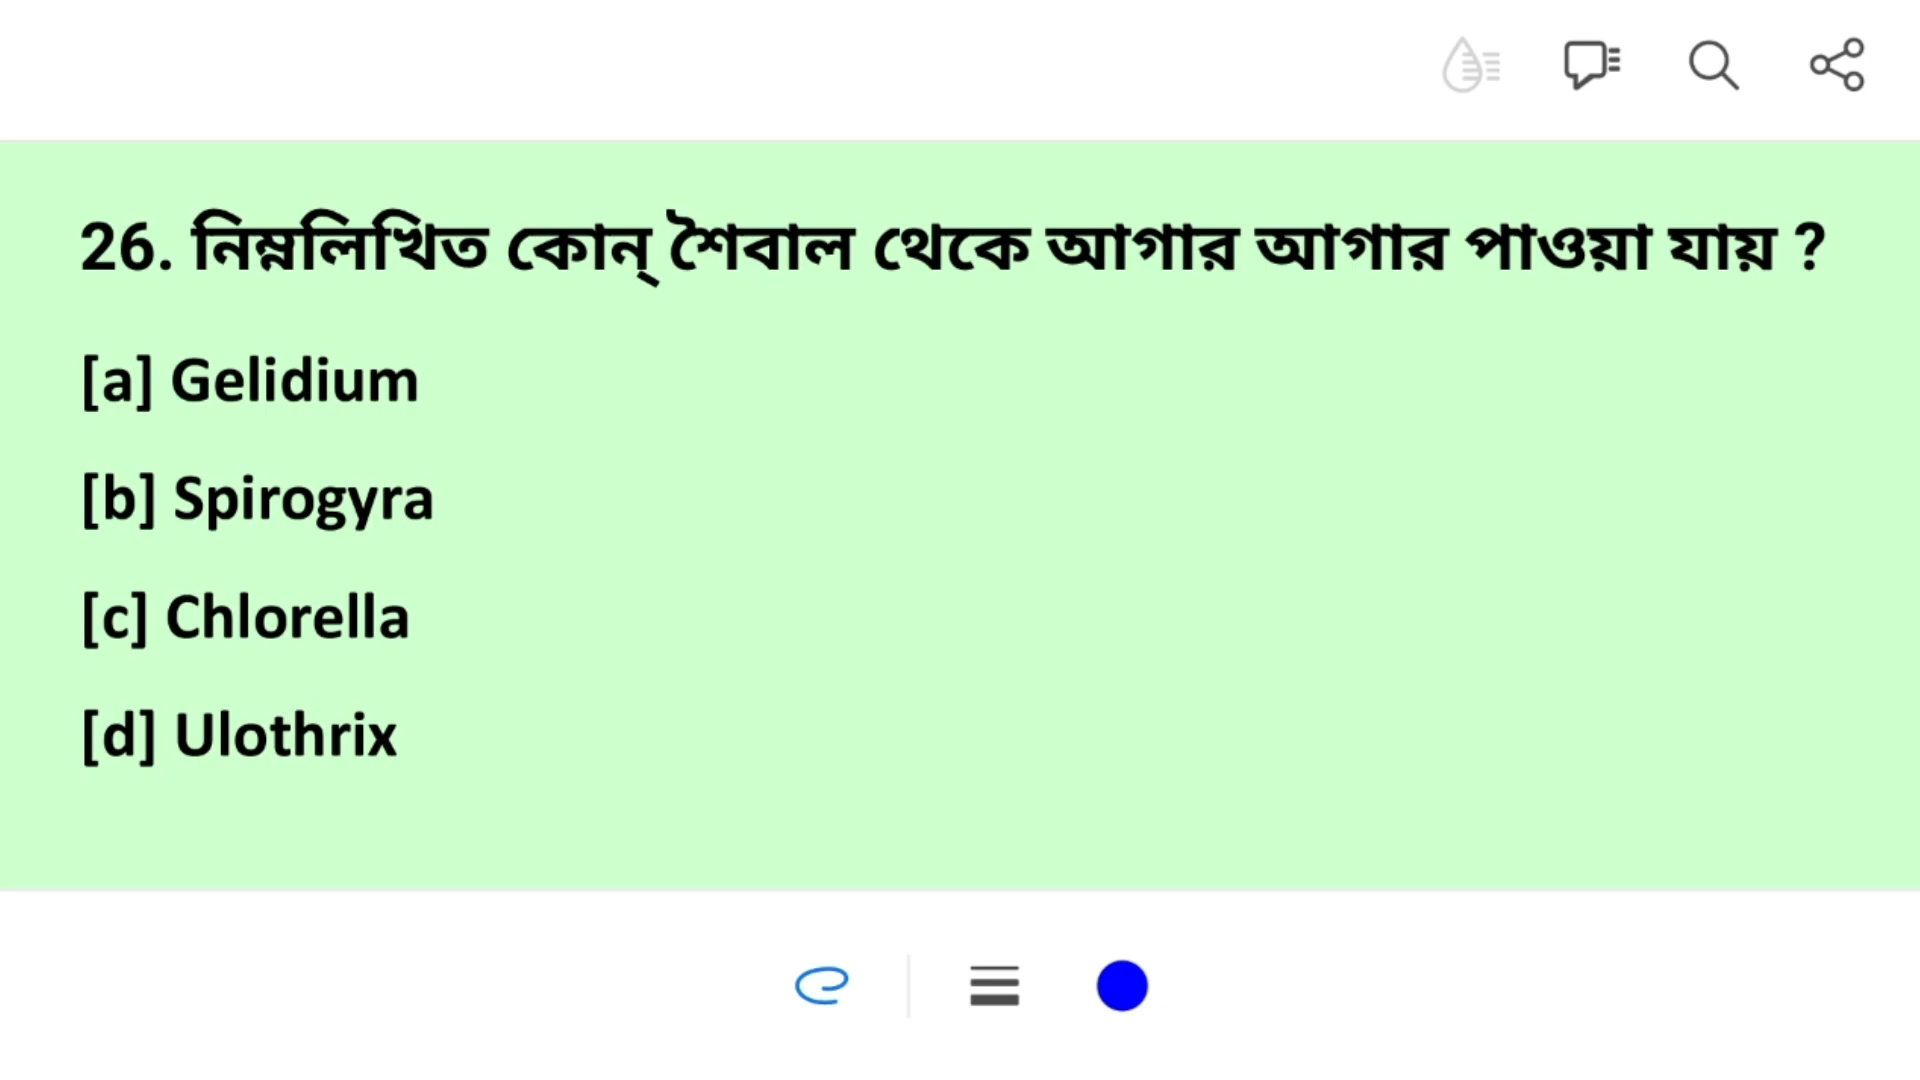 26. নিম্নলিখিত কোন্ শৈবাল থেকে আগার আগার পাওয়া যায় ?
[a] Gelidium
[b] Spirogyra
[c] Chlorella
[d] Ulothrix